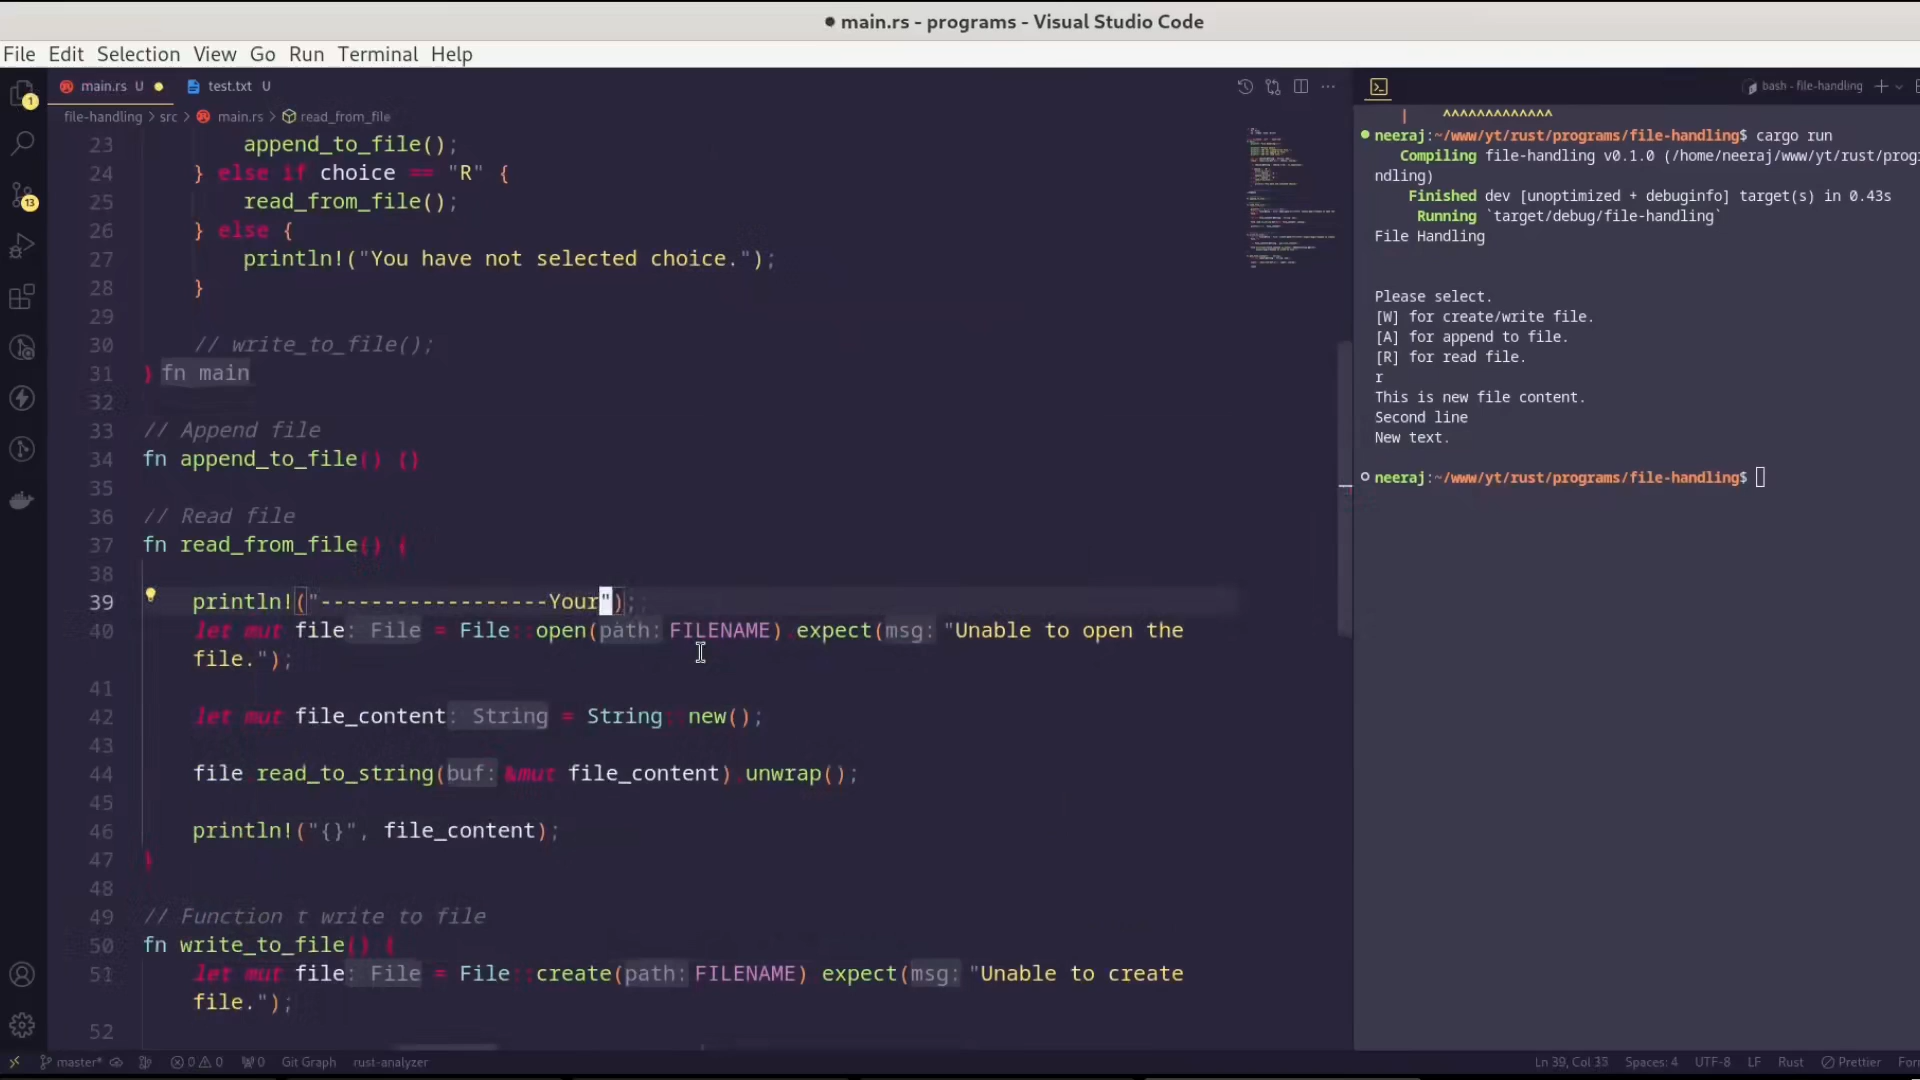 ● main.rs - programs - Visual Studio Code
File Edit Selection View Go Run Terminal Help
main.rs U ● test.txt U
file-handling > src > main.rs > read_from_file
23 append_to_file();
24 } else if choice == "R" {
25 read_from_file();
26 } else {
27 println!("You have not selected choice.");
28 }
29
30 // write_to_file();
31 } fn main
32
33 // Append file
34 fn append_to_file() {}
35
36 // Read file
37 fn read_from_file() {
38
39 println!("------------------Your");
40 let mut file: File = File::open(path: FILENAME).expect(msg: "Unable to open the
file.");
41
42 let mut file_content: String = String::new();
43
44 file.read_to_string(buf: &mut file_content).unwrap();
45
46 println!("{}", file_content);
47 }
48
49 // Function t write to file
50 fn write_to_file() {
51 let mut file: File = File::create(path: FILENAME).expect(msg: "Unable to create
file.");
52
bash - file-handling
| ^^^^^^^^^^^^^
neeraj:~/www/yt/rust/programs/file-handling$ cargo run
Compiling file-handling v0.1.0 (/home/neeraj/www/yt/rust/prog
ndling)
Finished dev [unoptimized + debuginfo] target(s) in 0.43s
Running `target/debug/file-handling`
File Handling
Please select.
[W] for create/write file.
[A] for append to file.
[R] for read file.
r
This is new file content.
Second line
New text.
neeraj:~/www/yt/rust/programs/file-handling$
1
13
master* 0 0 0 Git Graph rust-analyzer
Ln 39, Col 33 Spaces: 4 UTF-8 LF Rust Prettier For